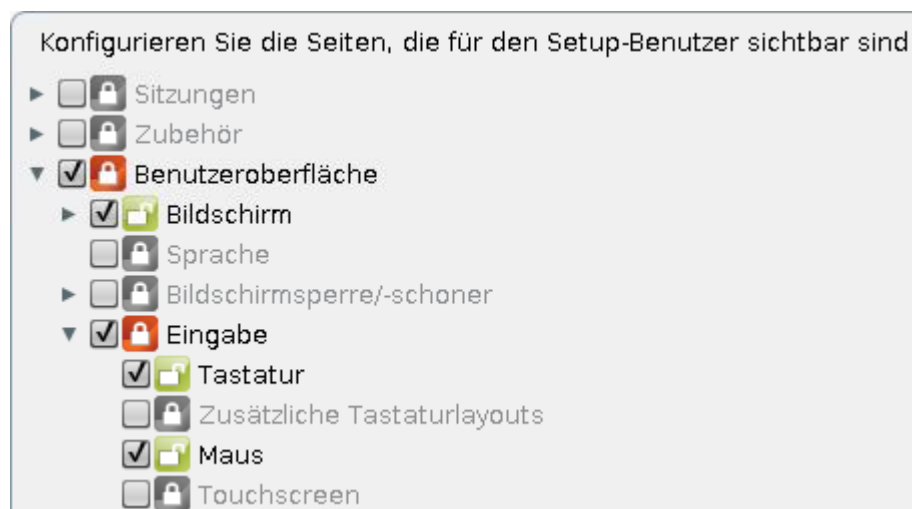 Konfigurieren Sie die Seiten, die für den Setup-Benutzer sichtbar sind
Sitzungen
Zubehör
Benutzeroberfläche
Bildschirm
Sprache
Bildschirmsperre/-schoner
Eingabe
Tastatur
Zusätzliche Tastaturlayouts
Maus
Touchscreen